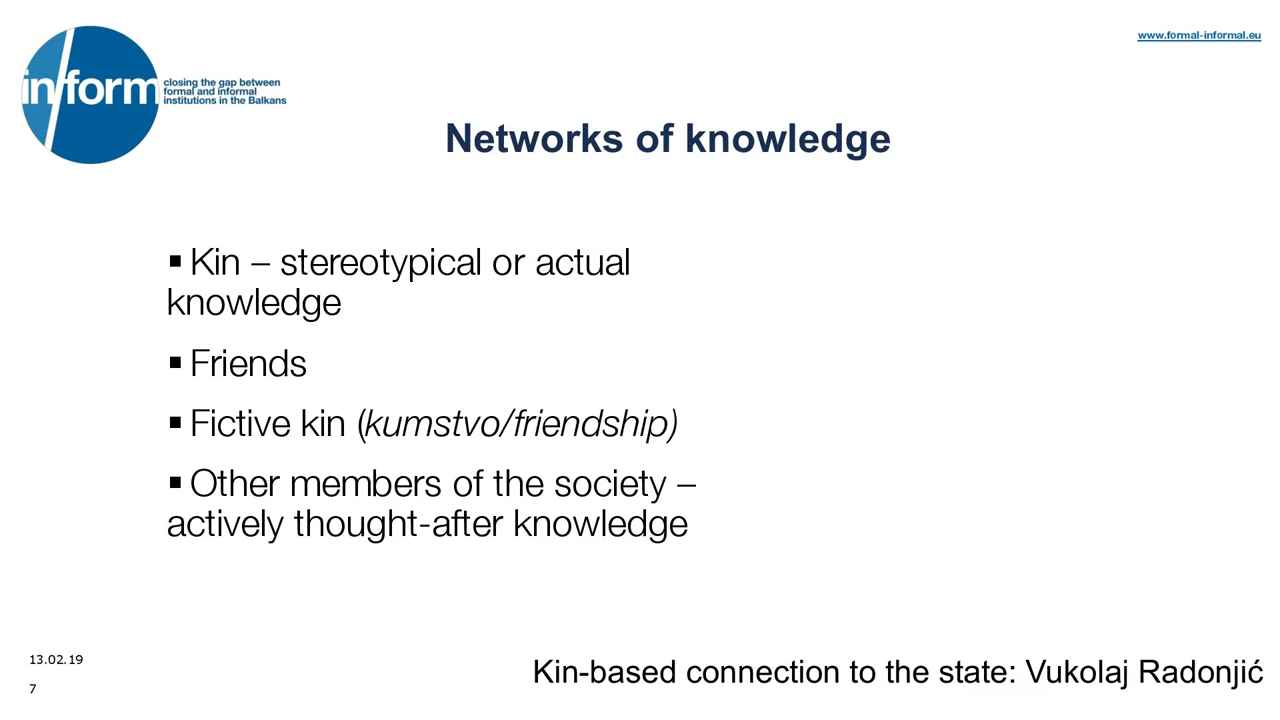 www.formal-informal.eu
in/form
closing the gap between
formal and informal
institutions in the Balkans
Networks of knowledge
▪ Kin – stereotypical or actual
knowledge
▪ Friends
▪ Fictive kin (kumstvo/friendship)
▪ Other members of the society –
actively thought-after knowledge
13.02.19
7
Kin-based connection to the state: Vukolaj Radonjić